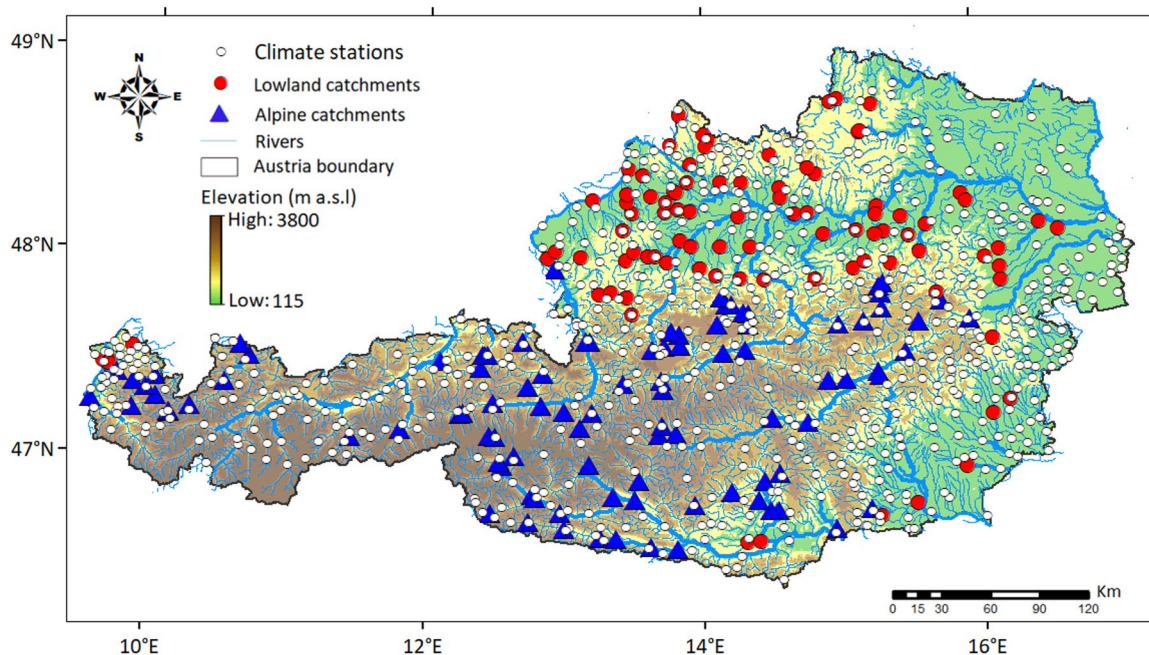 49°N
48°N
47°N
N
W
E
S
Climate stations
Lowland catchments
Alpine catchments
Rivers
Austria boundary
Elevation (m a.s.l)
High: 3800
Low: 115
Km
0 15 30 60 90 120
10°E
12°E
14°E
16°E